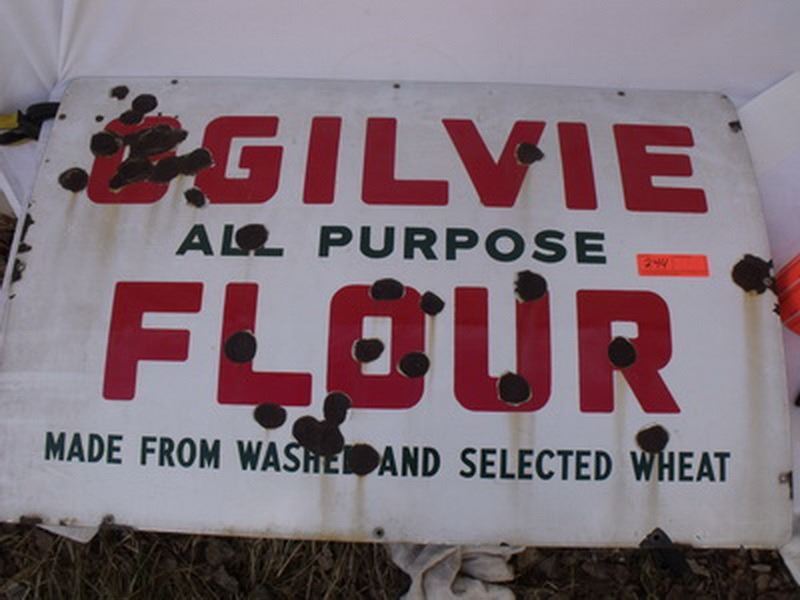 OGILVIE
ALL PURPOSE
244
FLOUR
MADE FROM WASHED AND SELECTED WHEAT